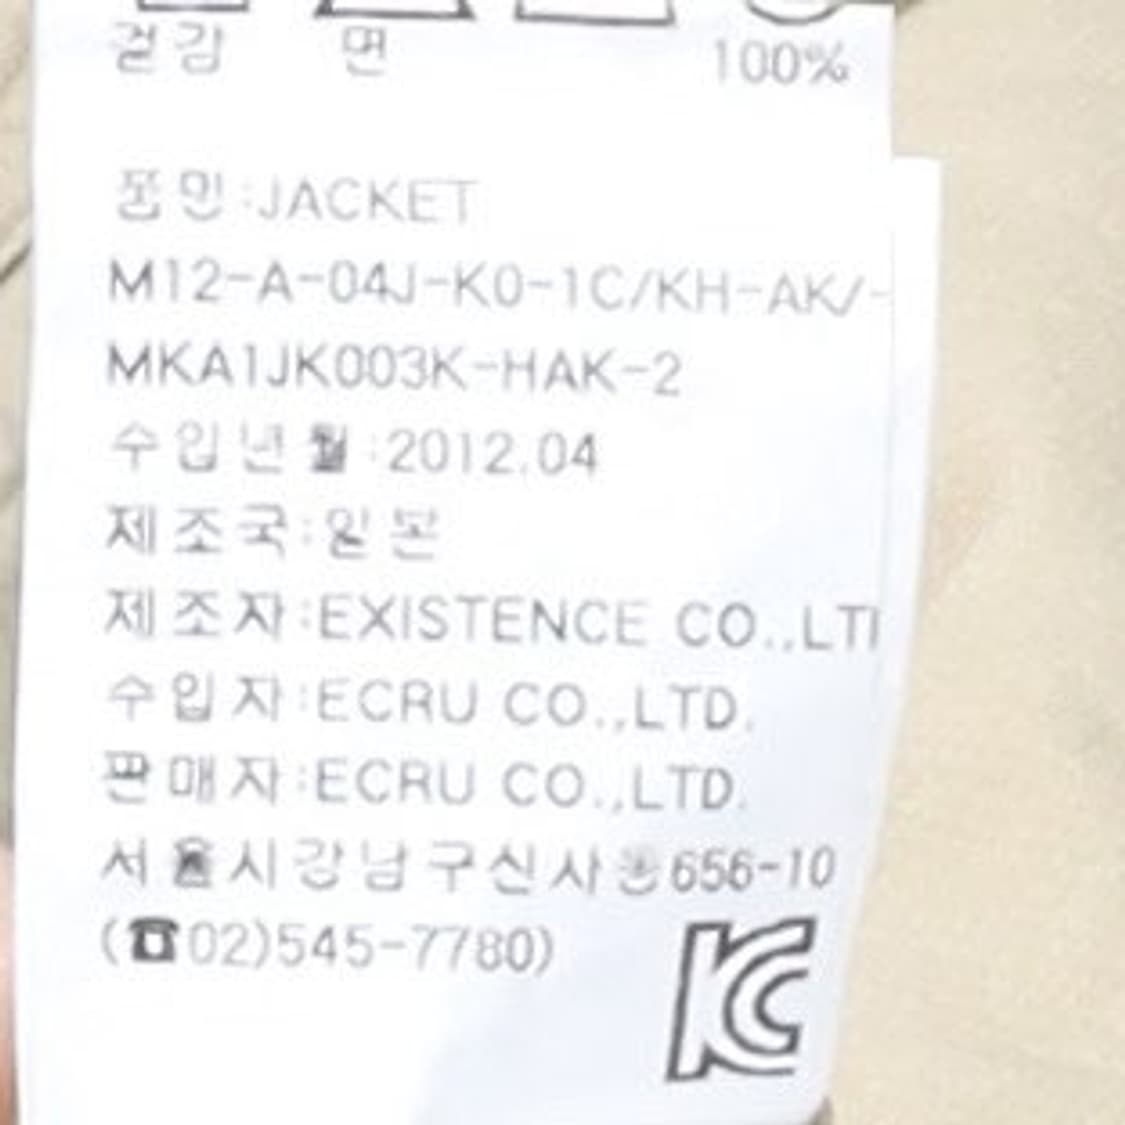 겉감 면 100%
품명:JACKET
M12-A-04J-K0-1C/KH-AK/-
MKA1JK003K-HAK-2
수입년월:2012.04
제조국:일본
제조자:EXISTENCE CO.,LT
수입자:ECRU CO.,LTD.
판매자:ECRU CO.,LTD.
서울시강남구신사동656-10
(☎02)545-7780)
KC